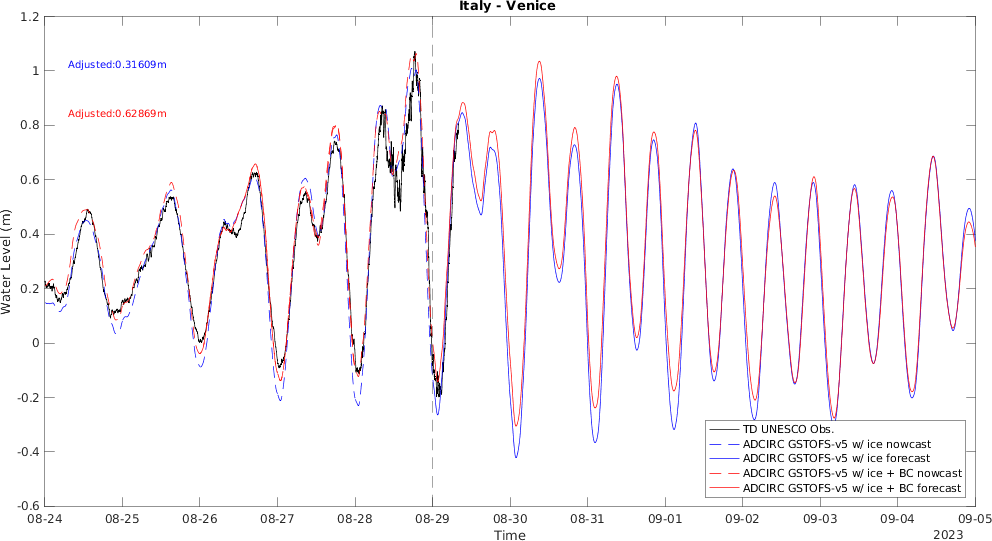 Italy - Venice
1.2
1
0.8
0.6
0.4
0.2
0
-0.2
-0.4
-0.6
Water Level (m)
Adjusted:0.31609m
Adjusted:0.62869m
TD UNESCO Obs.
ADCIRC GSTOFS-v5 w/ ice nowcast
ADCIRC GSTOFS-v5 w/ ice forecast
ADCIRC GSTOFS-v5 w/ ice + BC nowcast
ADCIRC GSTOFS-v5 w/ ice + BC forecast
08-24 08-25 08-26 08-27 08-28 08-29 08-30 08-31 09-01 09-02 09-03 09-04 09-05
Time
2023